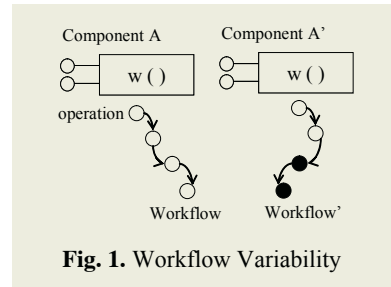 Component A
Component A’
w ( )
w ( )
operation
Workflow
Workflow’
Fig. 1. Workflow Variability